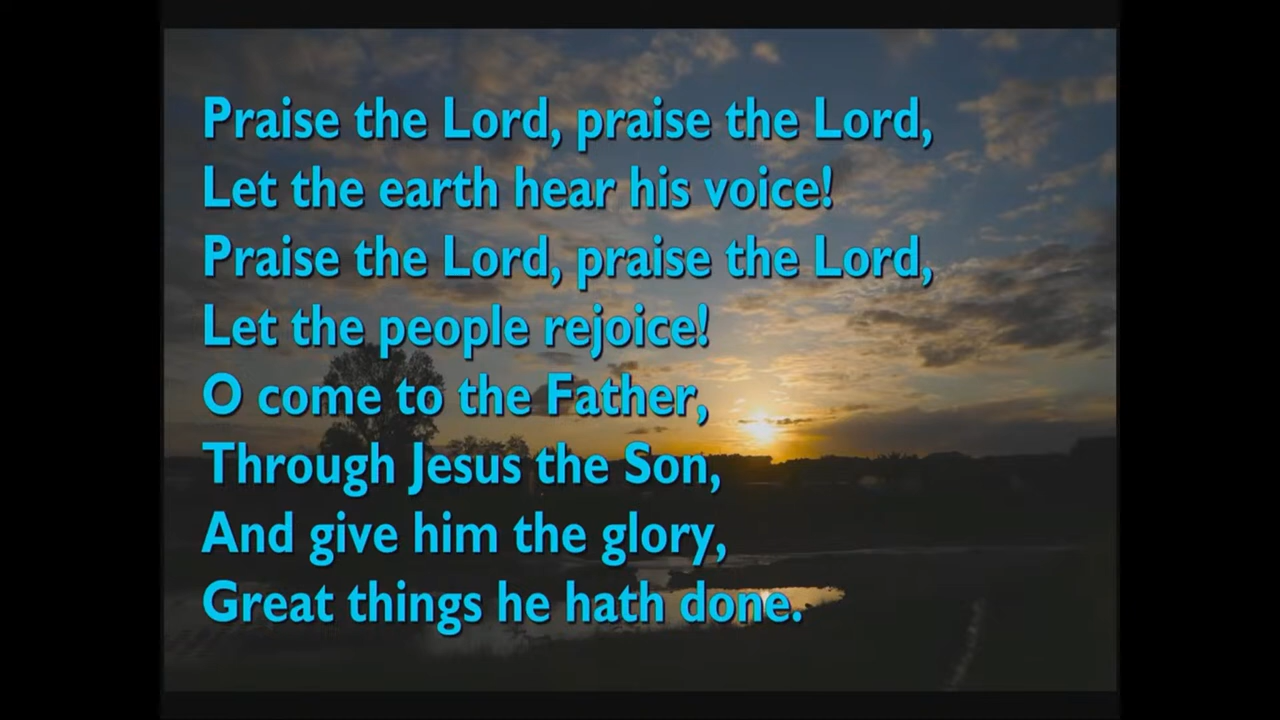 Praise the Lord, praise the Lord,
Let the earth hear his voice!
Praise the Lord, praise the Lord,
Let the people rejoice!
O come to the Father,
Through Jesus the Son,
And give him the glory,
Great things he hath done.